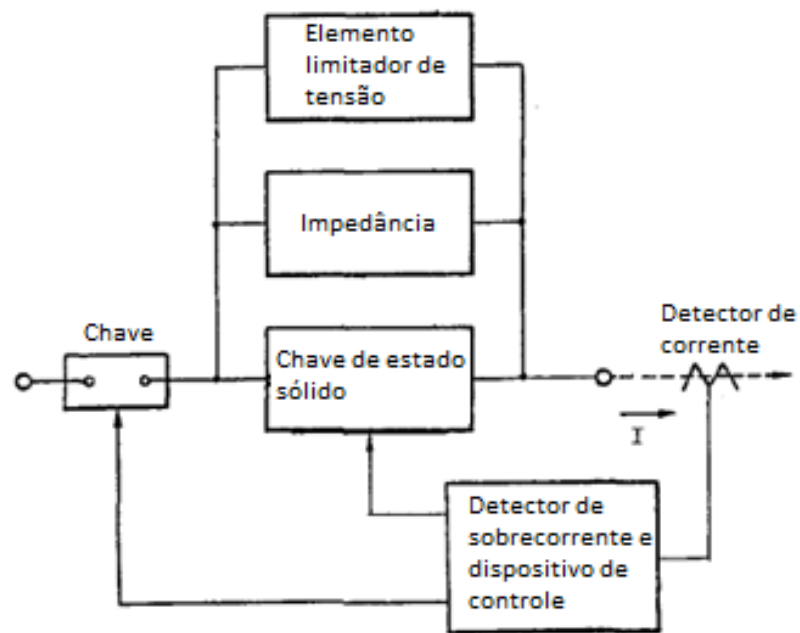 Elemento
limitador de
tensão
Impedância
Chave
Chave de estado
sólido
Detector de
corrente
I
Detector de
sobrecorrente e
dispositivo de
controle